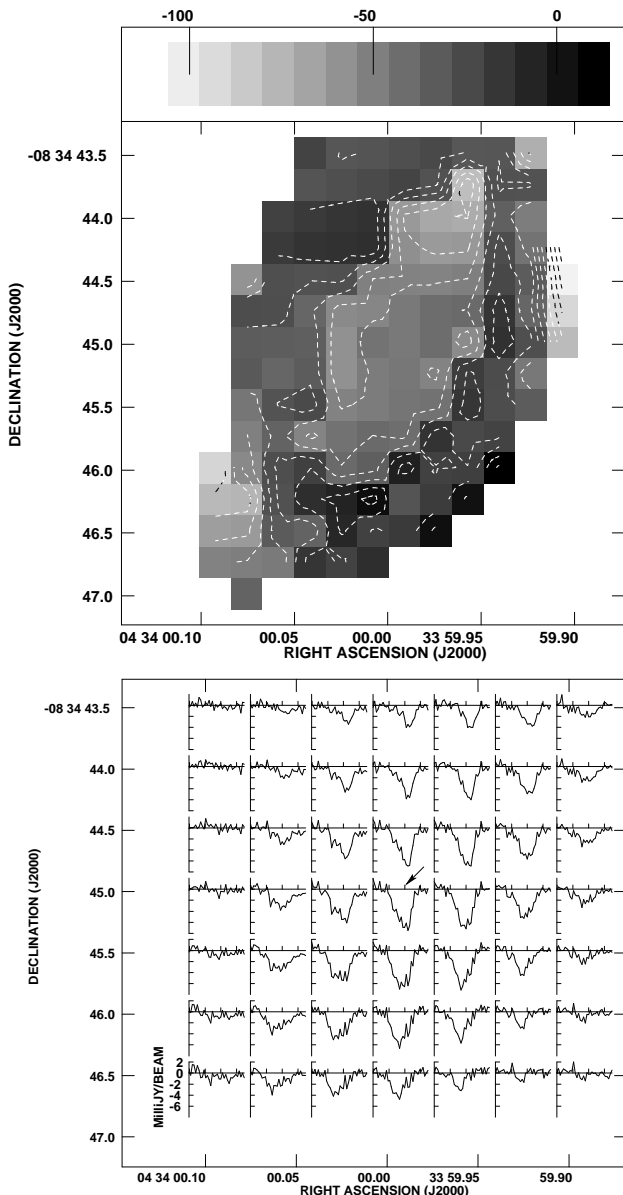 -100 -50 0
-08 34 43.5
44.0
44.5
45.0
45.5
46.0
46.5
47.0
DECLINATION (J2000)
04 34 00.10 00.05 00.00 33 59.95 59.90
RIGHT ASCENSION (J2000)
-08 34 43.5
44.0
44.5
45.0
45.5
46.0
46.5
47.0
DECLINATION (J2000)
MilliJY/BEAM
2
0
-2
-4
-6
04 34 00.10 00.05 00.00 33 59.95 59.90
RIGHT ASCENSION (J2000)